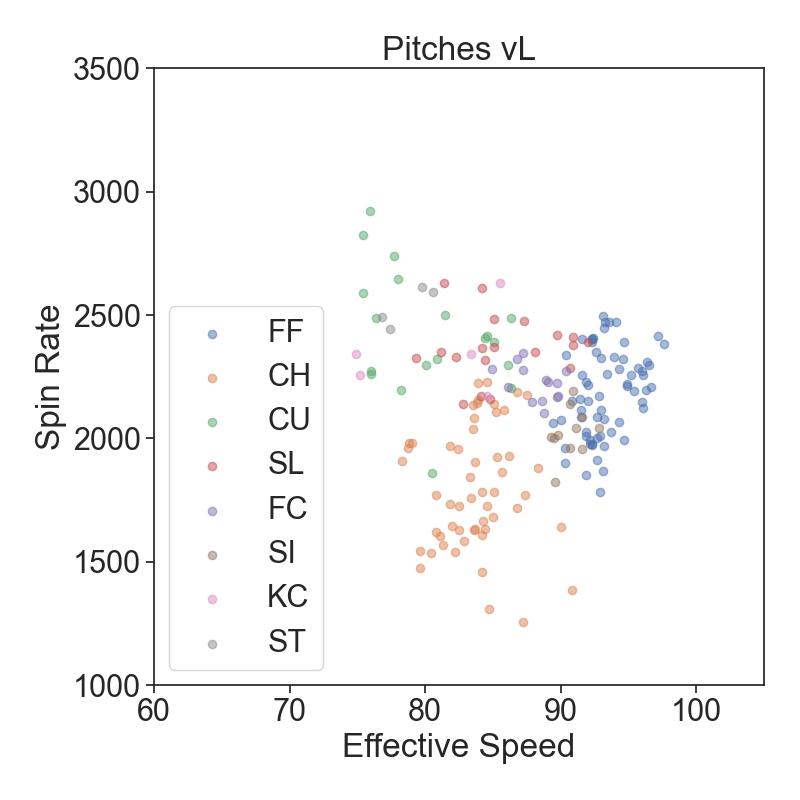 Pitches vL
3500
3000
2500
2000
1500
1000
Spin Rate
FF
CH
CU
SL
FC
SI
KC
ST
60 70 80 90 100
Effective Speed